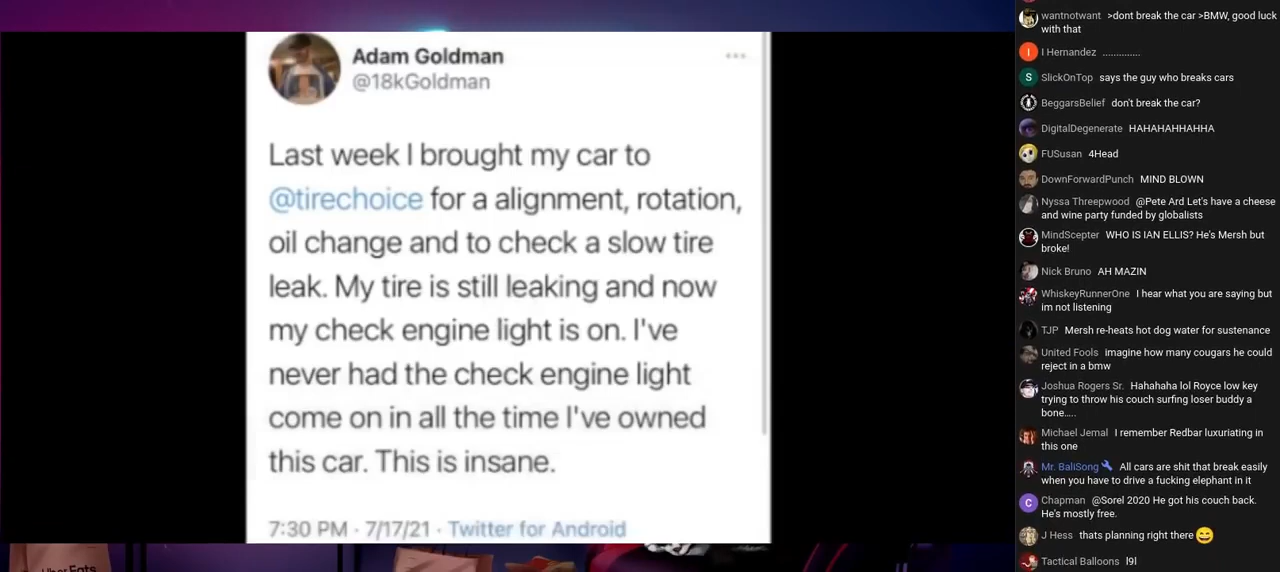 Adam Goldman
@18kGoldman
Last week I brought my car to
@tirechoice for a alignment, rotation,
oil change and to check a slow tire
leak. My tire is still leaking and now
my check engine light is on. I've
never had the check engine light
come on in all the time I've owned
this car. This is insane.
7:30 PM · 7/17/21 · Twitter for Android
Uber Eats
wantnotwant >dont break the car >BMW, good luck
with that
I
I Hernandez ..............
S
SlickOnTop says the guy who breaks cars
BeggarsBelief don't break the car?
DigitalDegenerate HAHAHAHHAHHA
FUSusan 4Head
DownForwardPunch MIND BLOWN
Nyssa Threepwood @Pete Ard Let's have a cheese
and wine party funded by globalists
MindScepter WHO IS IAN ELLIS? He's Mersh but
broke!
Nick Bruno AH MAZIN
WhiskeyRunnerOne I hear what you are saying but
im not listening
TJP Mersh re-heats hot dog water for sustenance
United Fools imagine how many cougars he could
reject in a bmw
Joshua Rogers Sr. Hahahaha lol Royce low key
trying to throw his couch surfing loser buddy a
bone.....
Michael Jemal I remember Redbar luxuriating in
this one
Mr. BaliSong All cars are shit that break easily
when you have to drive a fucking elephant in it
C
Chapman @Sorel 2020 He got his couch back.
He's mostly free.
J Hess thats planning right there 😄
Tactical Balloons !9!